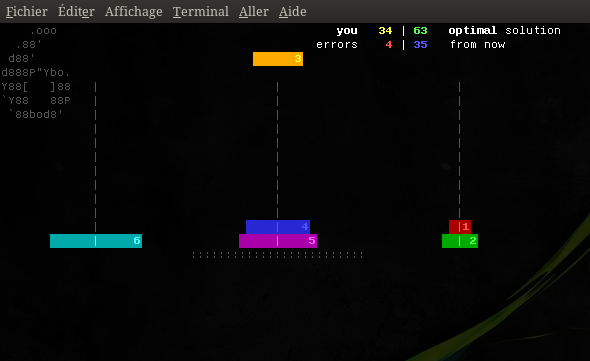 Fichier Éditer Affichage Terminal Aller Aide
.ooo
.88'
d88'
d888P"Ybo.
Y88[ ]88
`Y88 88P
`88bod8'
you 34 | 63 optimal solution
errors 4 | 35 from now
3
4
1
6
5
2